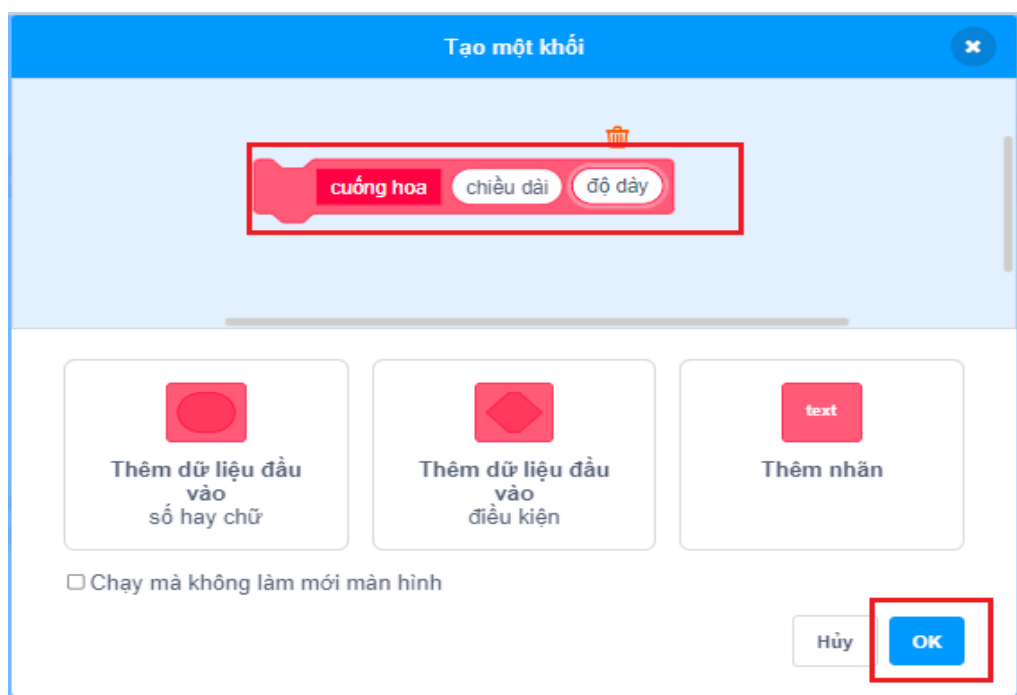 Tạo một khối
cuống hoa chiều dài độ dày
text
Thêm dữ liệu đầu
vào
số hay chữ
Thêm dữ liệu đầu
vào
điều kiện
Thêm nhãn
Chạy mà không làm mới màn hình
Hủy OK